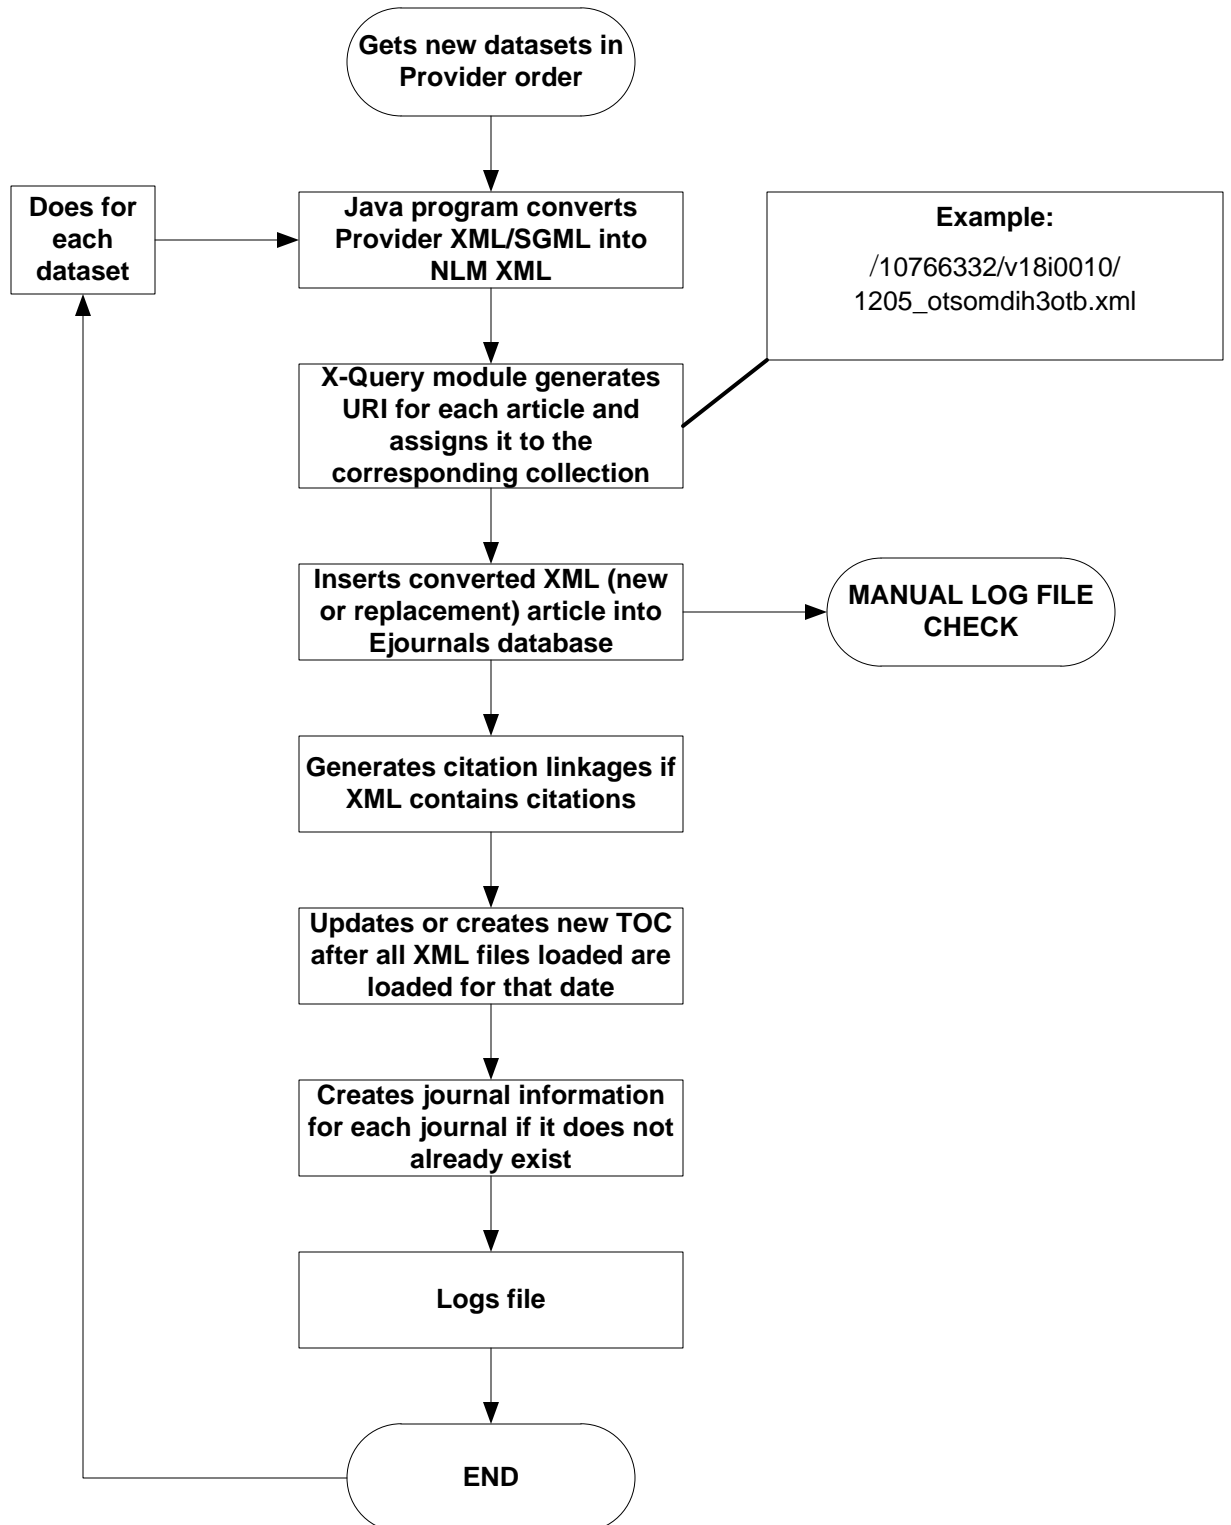 Gets new datasets in
Provider order
Does for
each
dataset
Java program converts
Provider XML/SGML into
NLM XML
Example:
/10766332/v18i0010/
1205_otsomdih3otb.xml
X-Query module generates
URI for each article and
assigns it to the
corresponding collection
Inserts converted XML (new
or replacement) article into
Ejournals database
MANUAL LOG FILE
CHECK
Generates citation linkages if
XML contains citations
Updates or creates new TOC
after all XML files loaded are
loaded for that date
Creates journal information
for each journal if it does not
already exist
Logs file
END